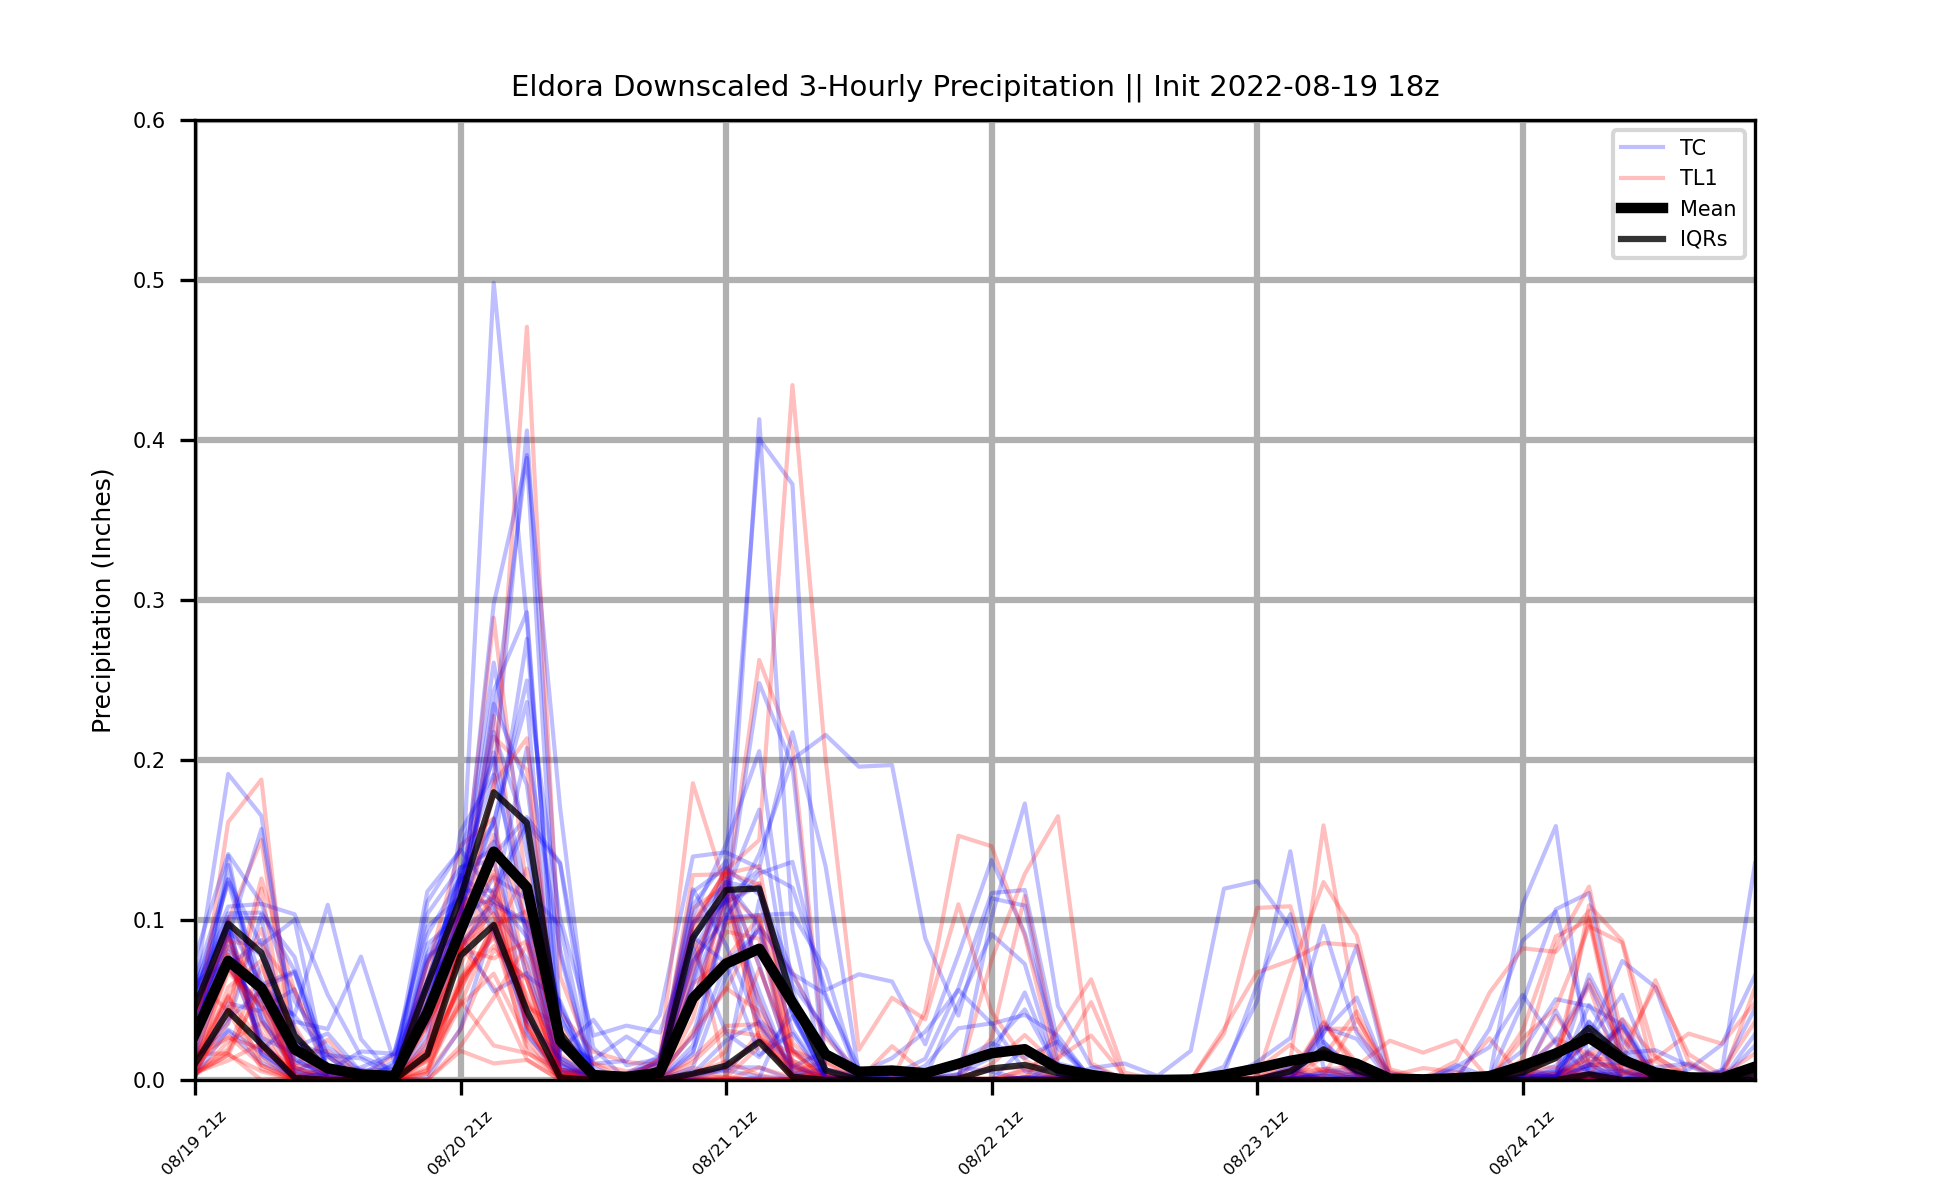 Eldora Downscaled 3-Hourly Precipitation || Init 2022-08-19 18z
TC
TL1
Mean
IQRs
Precipitation (Inches)
0.6
0.5
0.4
0.3
0.2
0.1
0.0
08/19 21z
08/20 21z
08/21 21z
08/22 21z
08/23 21z
08/24 21z